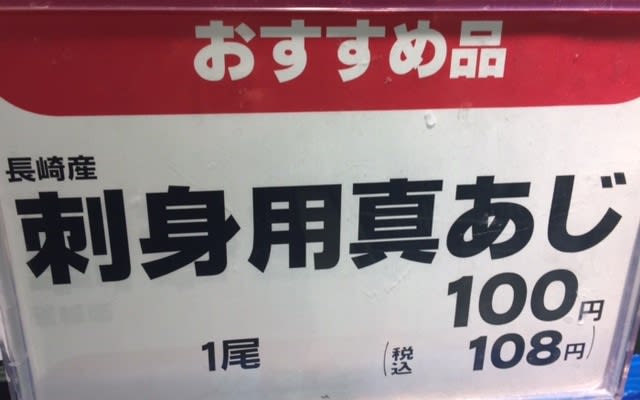 おすすめ品
長崎産
刺身用真あじ
100円
1尾 (税込 108円)